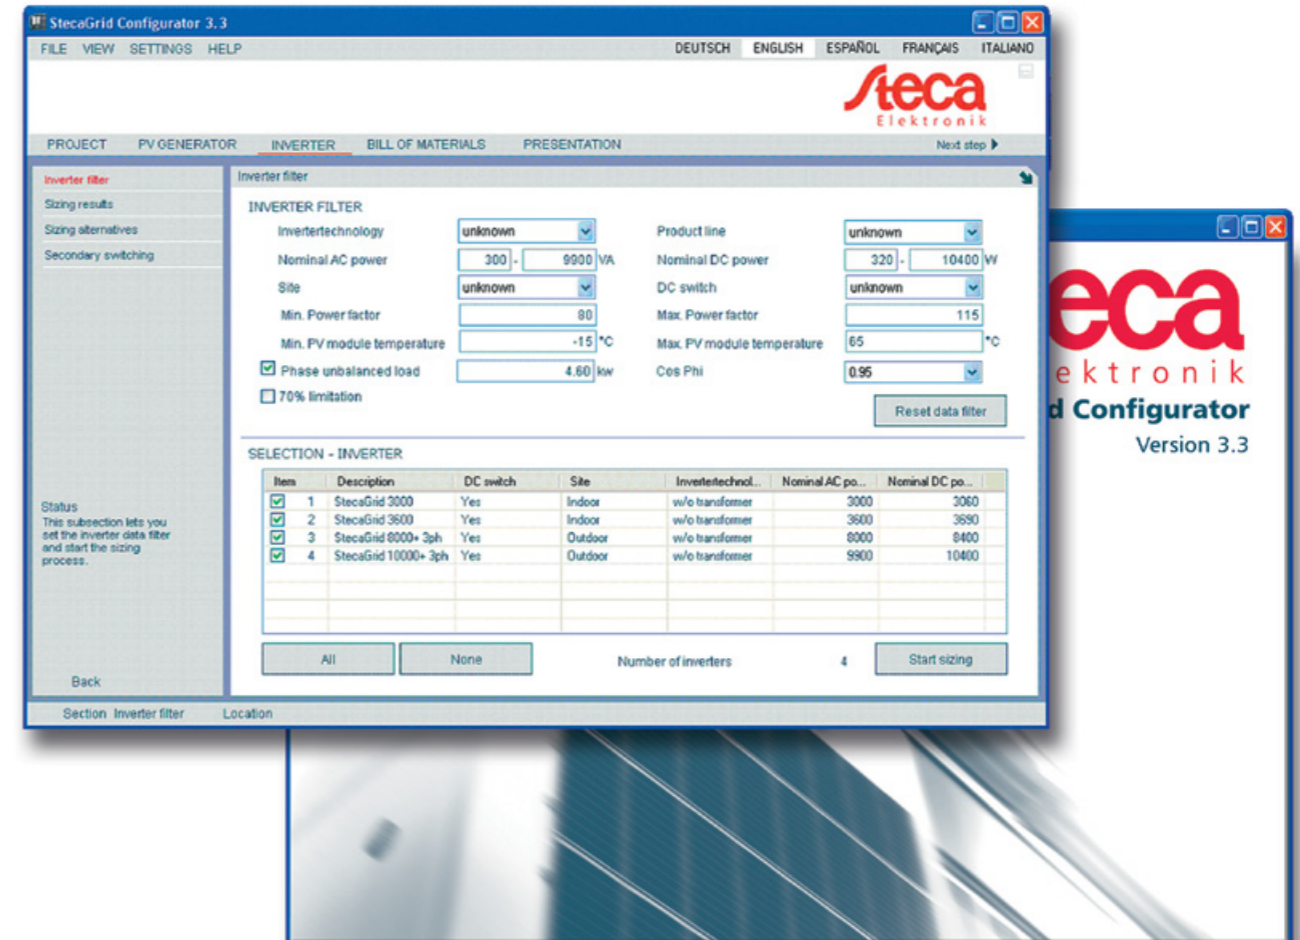 StecaGrid Configurator 3.3
FILE VIEW SETTINGS HELP DEUTSCH ENGLISH ESPAÑOL FRANÇAIS ITALIANO
Steca
Elektronik
PROJECT PV GENERATOR INVERTER BILL OF MATERIALS PRESENTATION Next step
Inverter filter
Sizing results
Sizing alternatives
Secondary switching
Status
This subsection lets you
set the inverter data filter
and start the sizing
process.
Back
Inverter filter
INVERTER FILTER
Invertertechnology unknown Product line unknown
Nominal AC power 300 - 9900 VA Nominal DC power 320 - 10400 W
Site unknown DC switch unknown
Min. Power factor 80 Max. Power factor 115
Min. PV module temperature -15 °C Max. PV module temperature 65 °C
Phase unbalanced load 4.60 kw Cos Phi 0.95
70% limitation
Reset data filter
SELECTION - INVERTER
Item Description DC switch Site Invertertechnol... Nominal AC po... Nominal DC po...
1 StecaGrid 3000 Yes Indoor w/o transformer 3000 3060
2 StecaGrid 3600 Yes Indoor w/o transformer 3600 3690
3 StecaGrid 8000+ 3ph Yes Outdoor w/o transformer 8000 8400
4 StecaGrid 10000+ 3ph Yes Outdoor w/o transformer 9900 10400
All None Number of inverters 4 Start sizing
Section Inverter filter Location
eca
ektronik
d Configurator
Version 3.3